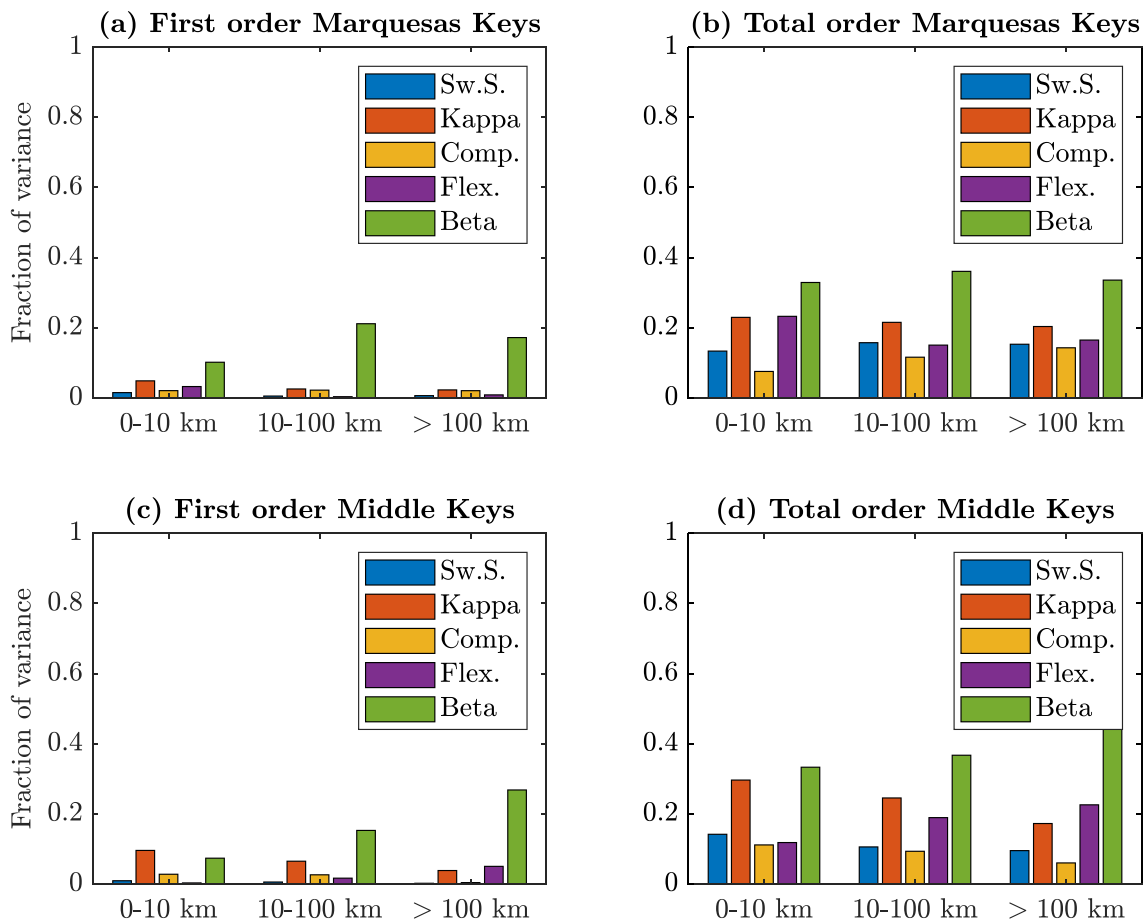 (a) First order Marquesas Keys
1
0.8
0.6
0.4
0.2
0
Fraction of variance
Sw.S.
Kappa
Comp.
Flex.
Beta
0-10 km 10-100 km > 100 km
(b) Total order Marquesas Keys
1
0.8
0.6
0.4
0.2
0
Sw.S.
Kappa
Comp.
Flex.
Beta
0-10 km 10-100 km > 100 km
(c) First order Middle Keys
1
0.8
0.6
0.4
0.2
0
Fraction of variance
Sw.S.
Kappa
Comp.
Flex.
Beta
0-10 km 10-100 km > 100 km
(d) Total order Middle Keys
1
0.8
0.6
0.4
0.2
0
Sw.S.
Kappa
Comp.
Flex.
Beta
0-10 km 10-100 km > 100 km